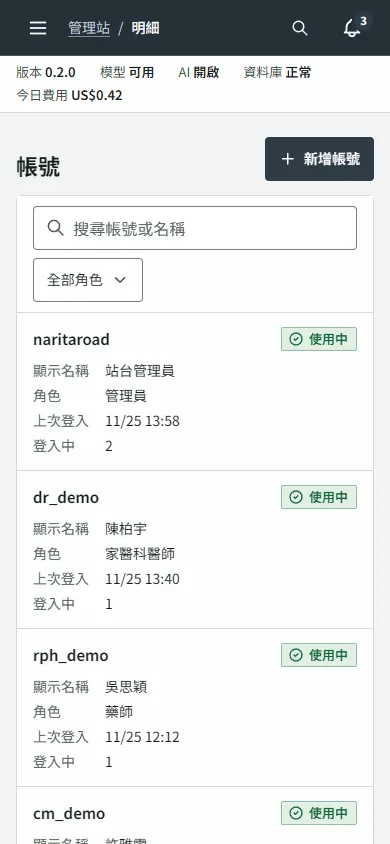 管理站 / 明細
3
版本 0.2.0 模型 可用 AI 開啟 資料庫 正常
今日費用 US$0.42
帳號
新增帳號
搜尋帳號或名稱
全部角色
naritaroad 使用中
顯示名稱 站台管理員
角色 管理員
上次登入 11/25 13:58
登入中 2
dr_demo 使用中
顯示名稱 陳柏宇
角色 家醫科醫師
上次登入 11/25 13:40
登入中 1
rph_demo 使用中
顯示名稱 吳思穎
角色 藥師
上次登入 11/25 12:12
登入中 1
cm_demo 使用中
顯示名稱